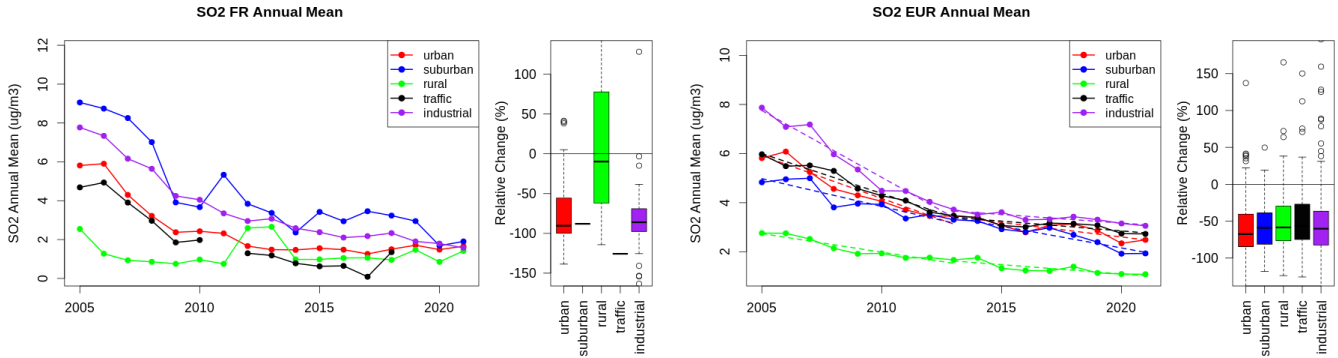 SO2 FR Annual Mean
SO2 Annual Mean (ug/m3)
12
10
8
6
4
2
0
2005
2010
2015
2020
urban
suburban
rural
traffic
industrial
Relative Change (%)
100
50
0
-50
-100
-150
urban
suburban
rural
traffic
industrial
SO2 EUR Annual Mean
SO2 Annual Mean (ug/m3)
10
8
6
4
2
2005
2010
2015
2020
urban
suburban
rural
traffic
industrial
Relative Change (%)
150
100
50
0
-50
-100
urban
suburban
rural
traffic
industrial